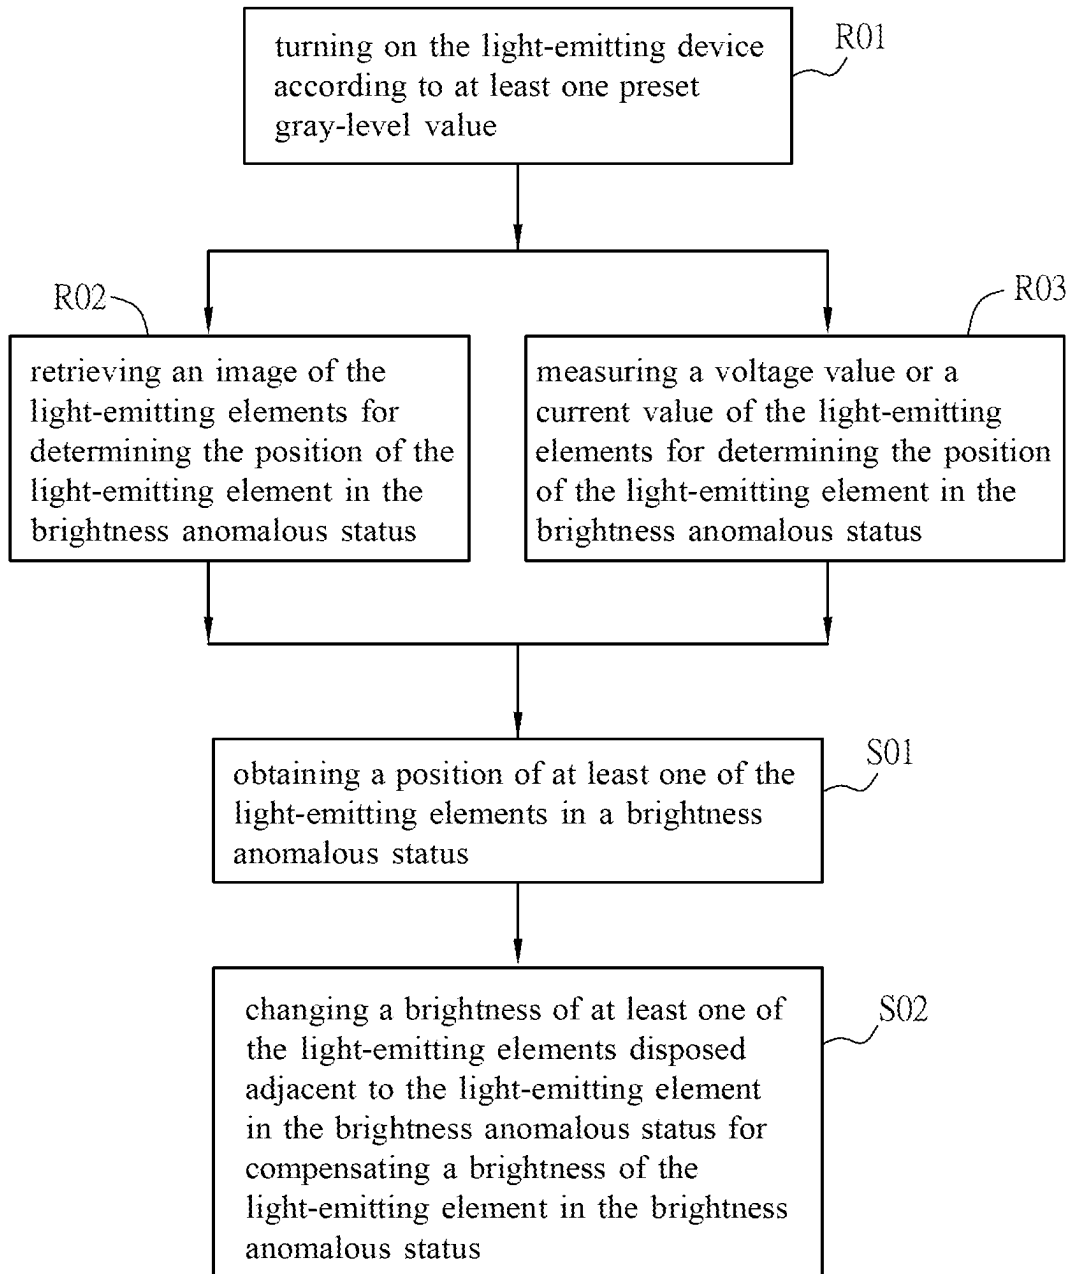 turning on the light-emitting device
according to at least one preset
gray-level value
R01
R02
retrieving an image of the
light-emitting elements for
determining the position of the
light-emitting element in the
brightness anomalous status
R03
measuring a voltage value or a
current value of the light-emitting
elements for determining the position
of the light-emitting element in the
brightness anomalous status
S01
obtaining a position of at least one of the
light-emitting elements in a brightness
anomalous status
S02
changing a brightness of at least one of
the light-emitting elements disposed
adjacent to the light-emitting element
in the brightness anomalous status for
compensating a brightness of the
light-emitting element in the brightness
anomalous status